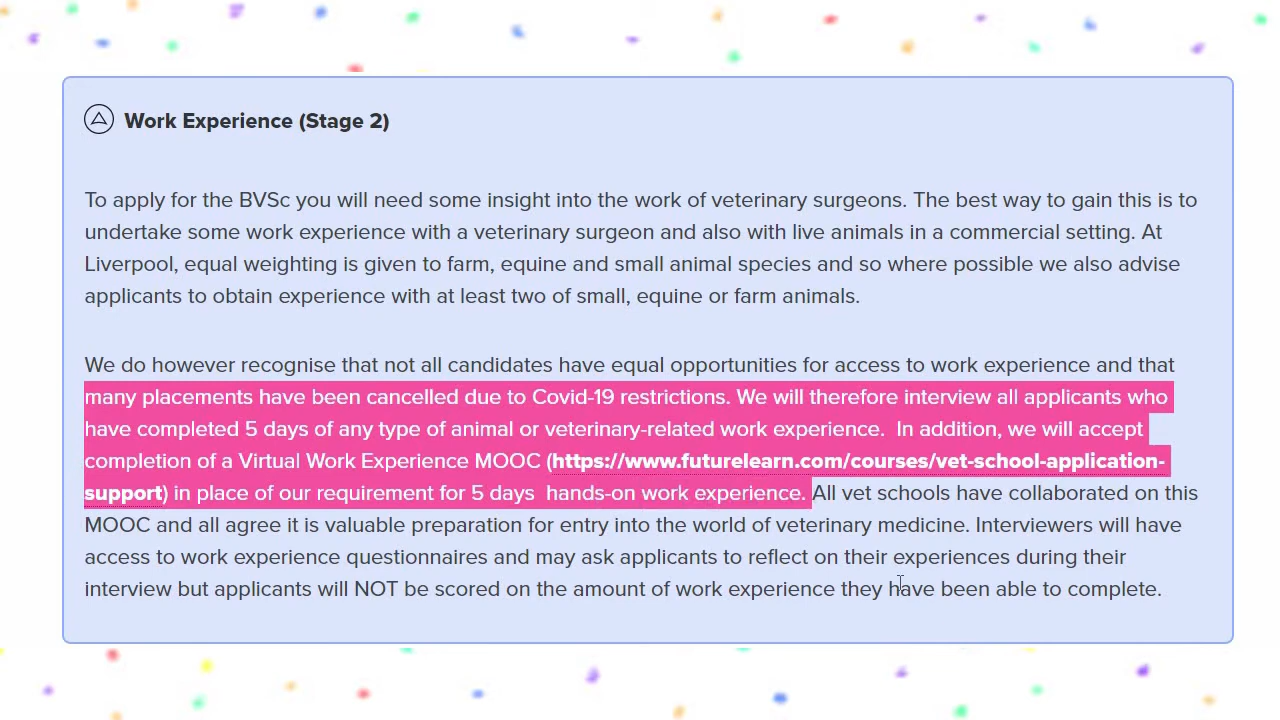 Work Experience (Stage 2)
To apply for the BVSc you will need some insight into the work of veterinary surgeons. The best way to gain this is to
undertake some work experience with a veterinary surgeon and also with live animals in a commercial setting. At
Liverpool, equal weighting is given to farm, equine and small animal species and so where possible we also advise
applicants to obtain experience with at least two of small, equine or farm animals.
We do however recognise that not all candidates have equal opportunities for access to work experience and that
many placements have been cancelled due to Covid-19 restrictions. We will therefore interview all applicants who
have completed 5 days of any type of animal or veterinary-related work experience.  In addition, we will accept
completion of a Virtual Work Experience MOOC (https://www.futurelearn.com/courses/vet-school-application-
support) in place of our requirement for 5 days  hands-on work experience. All vet schools have collaborated on this
MOOC and all agree it is valuable preparation for entry into the world of veterinary medicine. Interviewers will have
access to work experience questionnaires and may ask applicants to reflect on their experiences during their
interview but applicants will NOT be scored on the amount of work experience they have been able to complete.